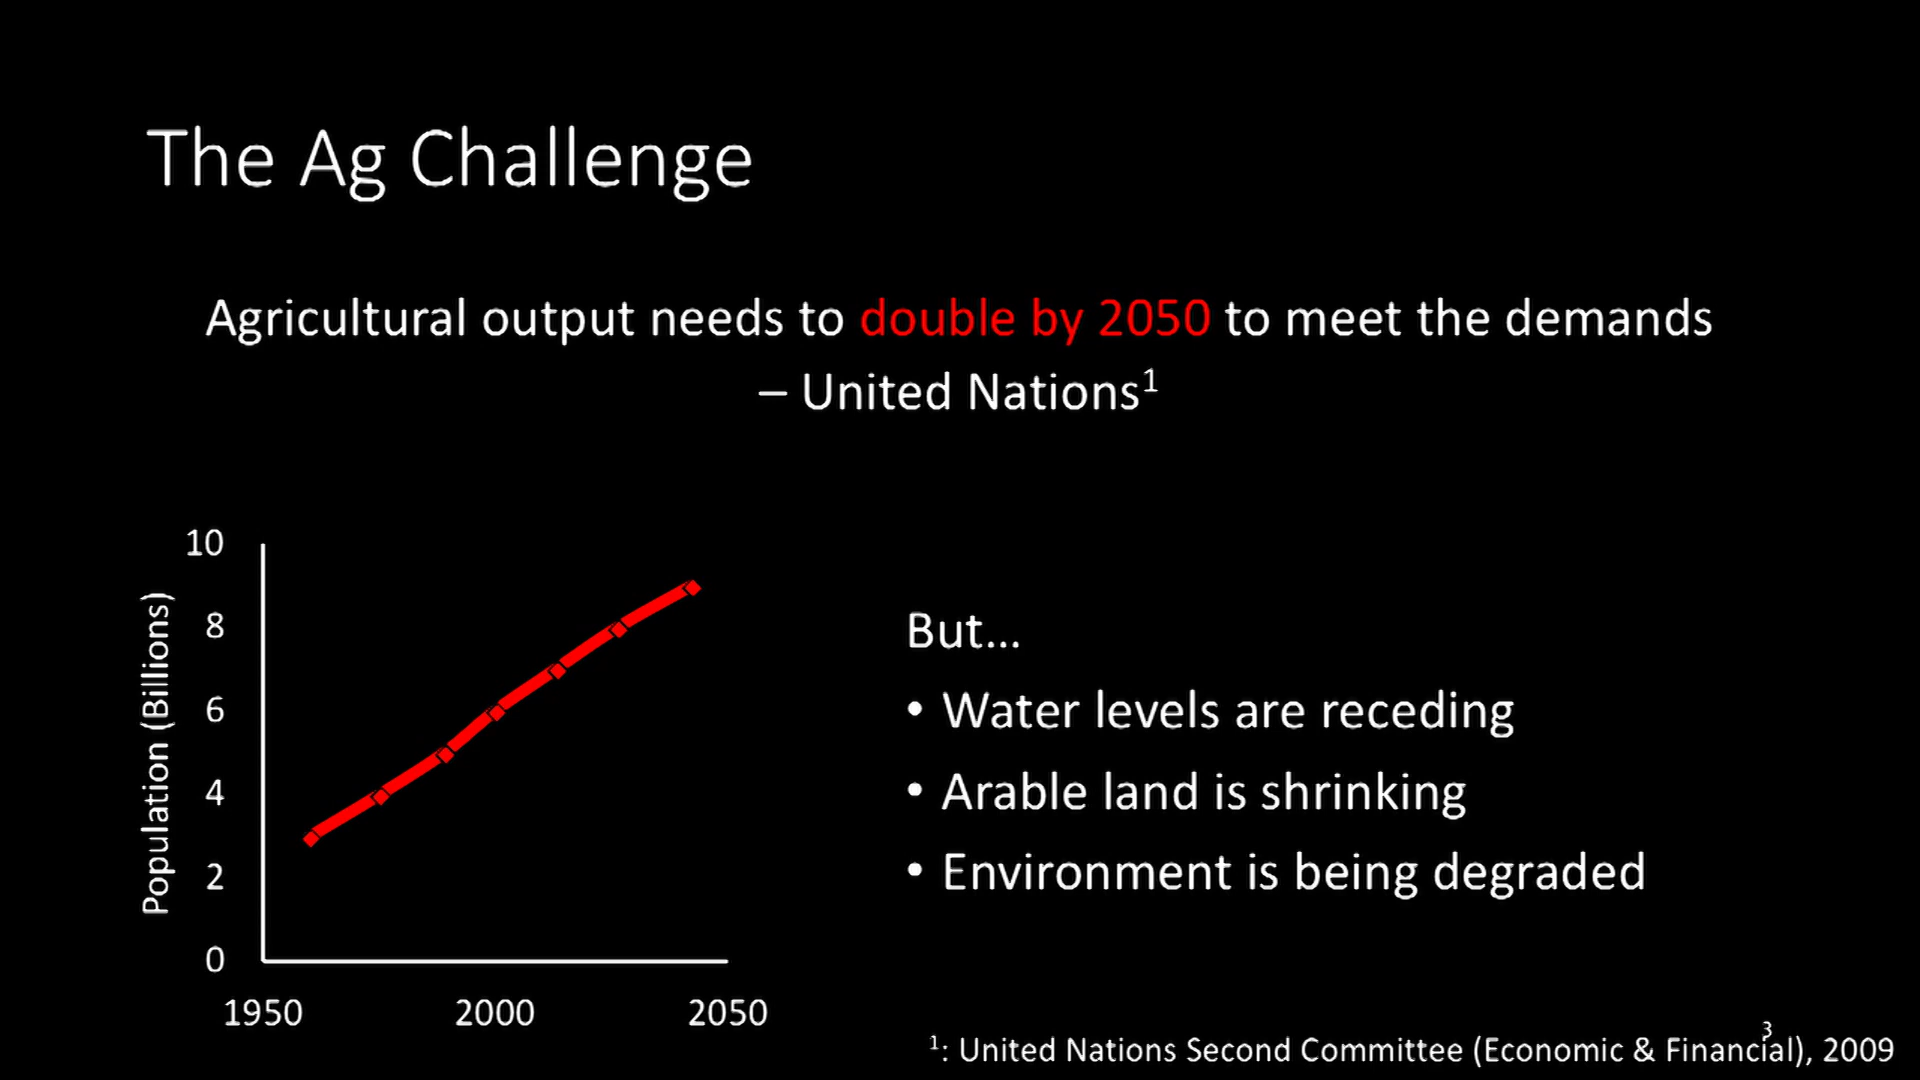 The Ag Challenge
Agricultural output needs to double by 2050 to meet the demands
– United Nations¹
10
8
6
4
2
0
Population (Billions)
1950 2000 2050
But...
• Water levels are receding
• Arable land is shrinking
• Environment is being degraded
3
¹: United Nations Second Committee (Economic & Financial), 2009